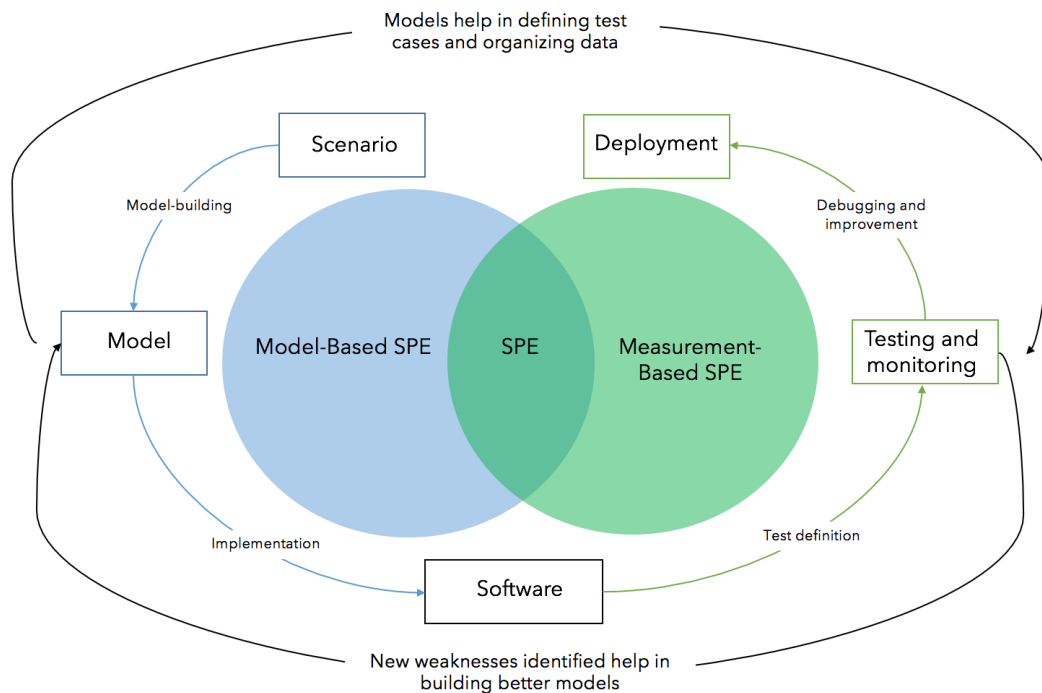 Models help in defining test
cases and organizing data
Scenario
Deployment
Model-building
Debugging and
improvement
Model
Model-Based SPE
SPE
Measurement-
Based SPE
Testing and
monitoring
Implementation
Test definition
Software
New weaknesses identified help in
building better models